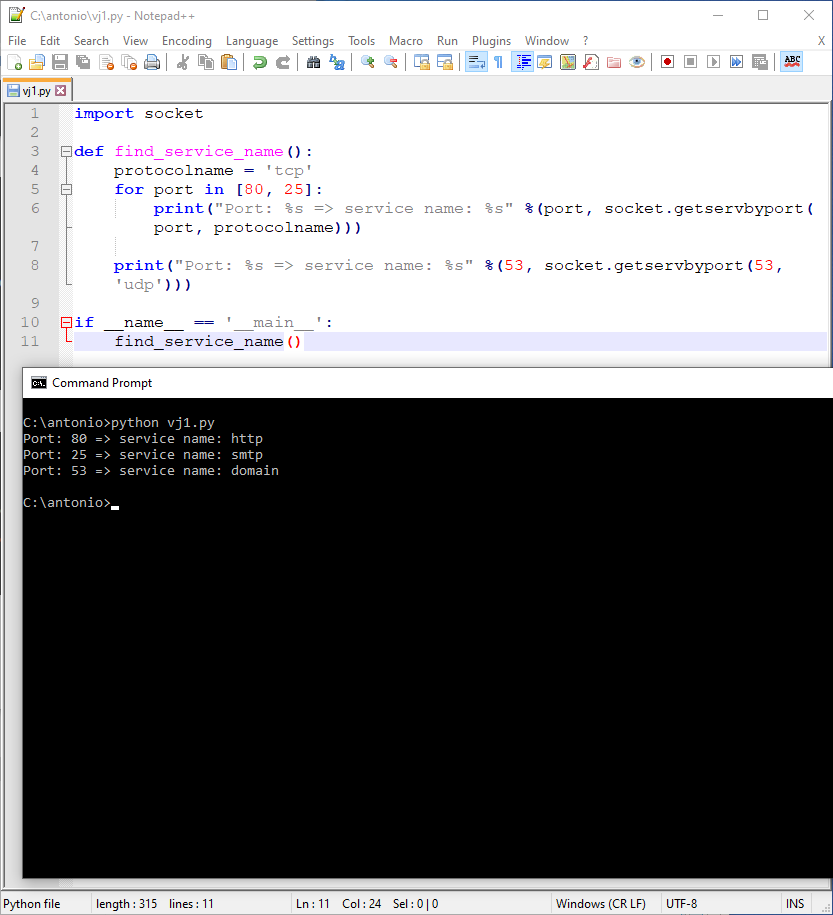 C:\antonio\vj1.py - Notepad++
File Edit Search View Encoding Language Settings Tools Macro Run Plugins Window ? X
ABC
vj1.py
1 import socket
2
3 def find_service_name():
4 protocolname = 'tcp'
5 for port in [80, 25]:
6 print("Port: %s => service name: %s" %(port, socket.getservbyport(
port, protocolname)))
7
8 print("Port: %s => service name: %s" %(53, socket.getservbyport(53,
'udp')))
9
10 if __name__ == '__main__':
11 find_service_name()
C:\. Command Prompt
C:\antonio>python vj1.py
Port: 80 => service name: http
Port: 25 => service name: smtp
Port: 53 => service name: domain
C:\antonio>
Python file length : 315 lines : 11 Ln : 11 Col : 24 Sel : 0 | 0 Windows (CR LF) UTF-8 INS